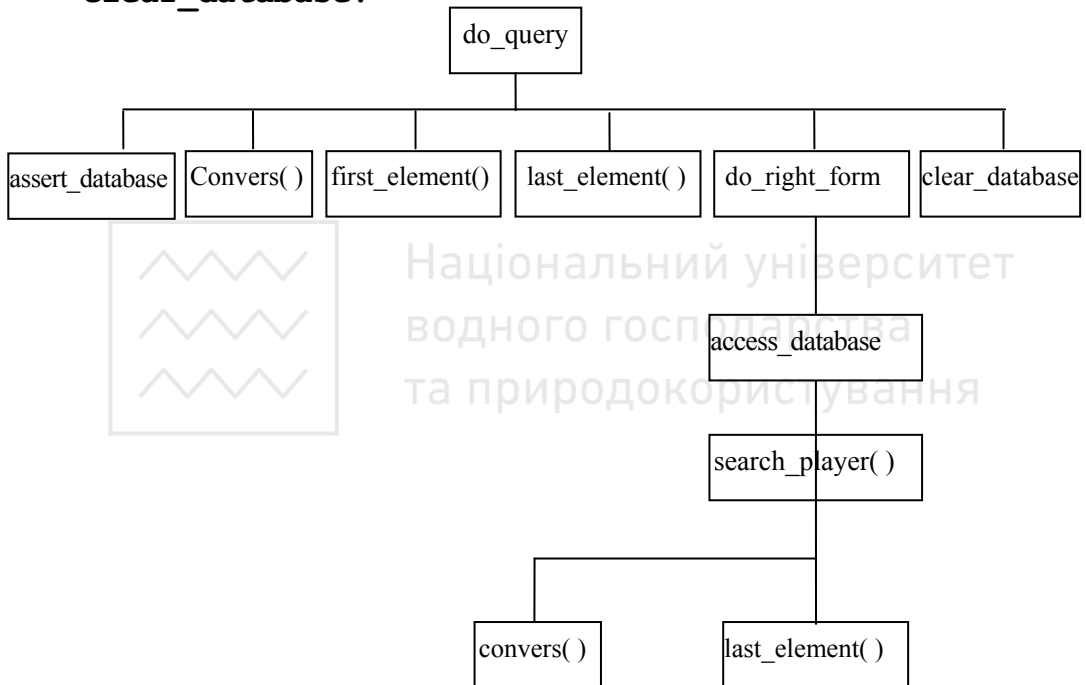 clear_database.
do_query
assert_database Convers( ) first_element() last_element( ) do_right_form clear_database
Національний університет
водного господарства
та природокористування
access_database
search_player( )
convers( ) last_element( )